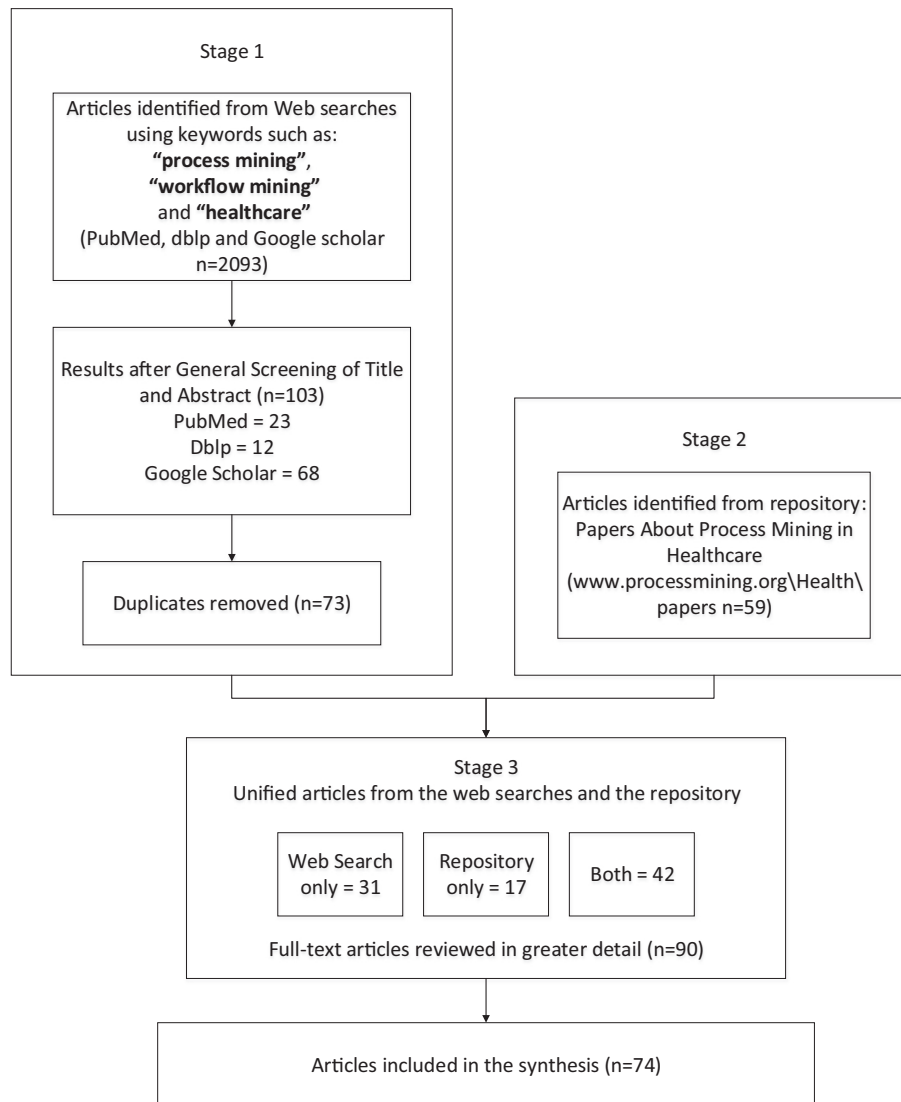 Stage 1
Articles identified from Web searches
using keywords such as:
“process mining”,
“workflow mining”
and “healthcare”
(PubMed, dblp and Google scholar
n=2093)
Results after General Screening of Title
and Abstract (n=103)
PubMed = 23
Dblp = 12
Google Scholar = 68
Duplicates removed (n=73)
Stage 2
Articles identified from repository:
Papers About Process Mining in
Healthcare
(www.processmining.org\Health\
papers n=59)
Stage 3
Unified articles from the web searches and the repository
Web Search
only = 31
Repository
only = 17
Both = 42
Full-text articles reviewed in greater detail (n=90)
Articles included in the synthesis (n=74)